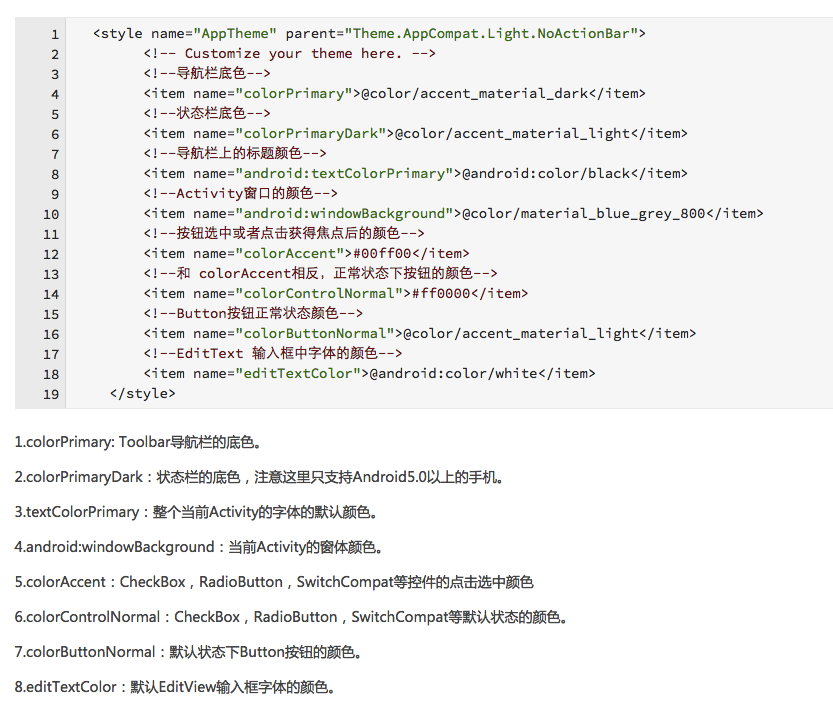 1 <style name="AppTheme" parent="Theme.AppCompat.Light.NoActionBar">
2 <!-- Customize your theme here. -->
3 <!--导航栏底色-->
4 <item name="colorPrimary">@color/accent_material_dark</item>
5 <!--状态栏底色-->
6 <item name="colorPrimaryDark">@color/accent_material_light</item>
7 <!--导航栏上的标题颜色-->
8 <item name="android:textColorPrimary">@android:color/black</item>
9 <!--Activity窗口的颜色-->
10 <item name="android:windowBackground">@color/material_blue_grey_800</item>
11 <!--按钮选中或者点击获得焦点后的颜色-->
12 <item name="colorAccent">#00ff00</item>
13 <!--和 colorAccent相反，正常状态下按钮的颜色-->
14 <item name="colorControlNormal">#ff0000</item>
15 <!--Button按钮正常状态颜色-->
16 <item name="colorButtonNormal">@color/accent_material_light</item>
17 <!--EditText 输入框中字体的颜色-->
18 <item name="editTextColor">@android:color/white</item>
19 </style>
1.colorPrimary: Toolbar导航栏的底色。
2.colorPrimaryDark：状态栏的底色，注意这里只支持Android5.0以上的手机。
3.textColorPrimary：整个当前Activity的字体的默认颜色。
4.android:windowBackground：当前Activity的窗体颜色。
5.colorAccent：CheckBox，RadioButton，SwitchCompat等控件的点击选中颜色
6.colorControlNormal：CheckBox，RadioButton，SwitchCompat等默认状态的颜色。
7.colorButtonNormal：默认状态下Button按钮的颜色。
8.editTextColor：默认EditView输入框字体的颜色。